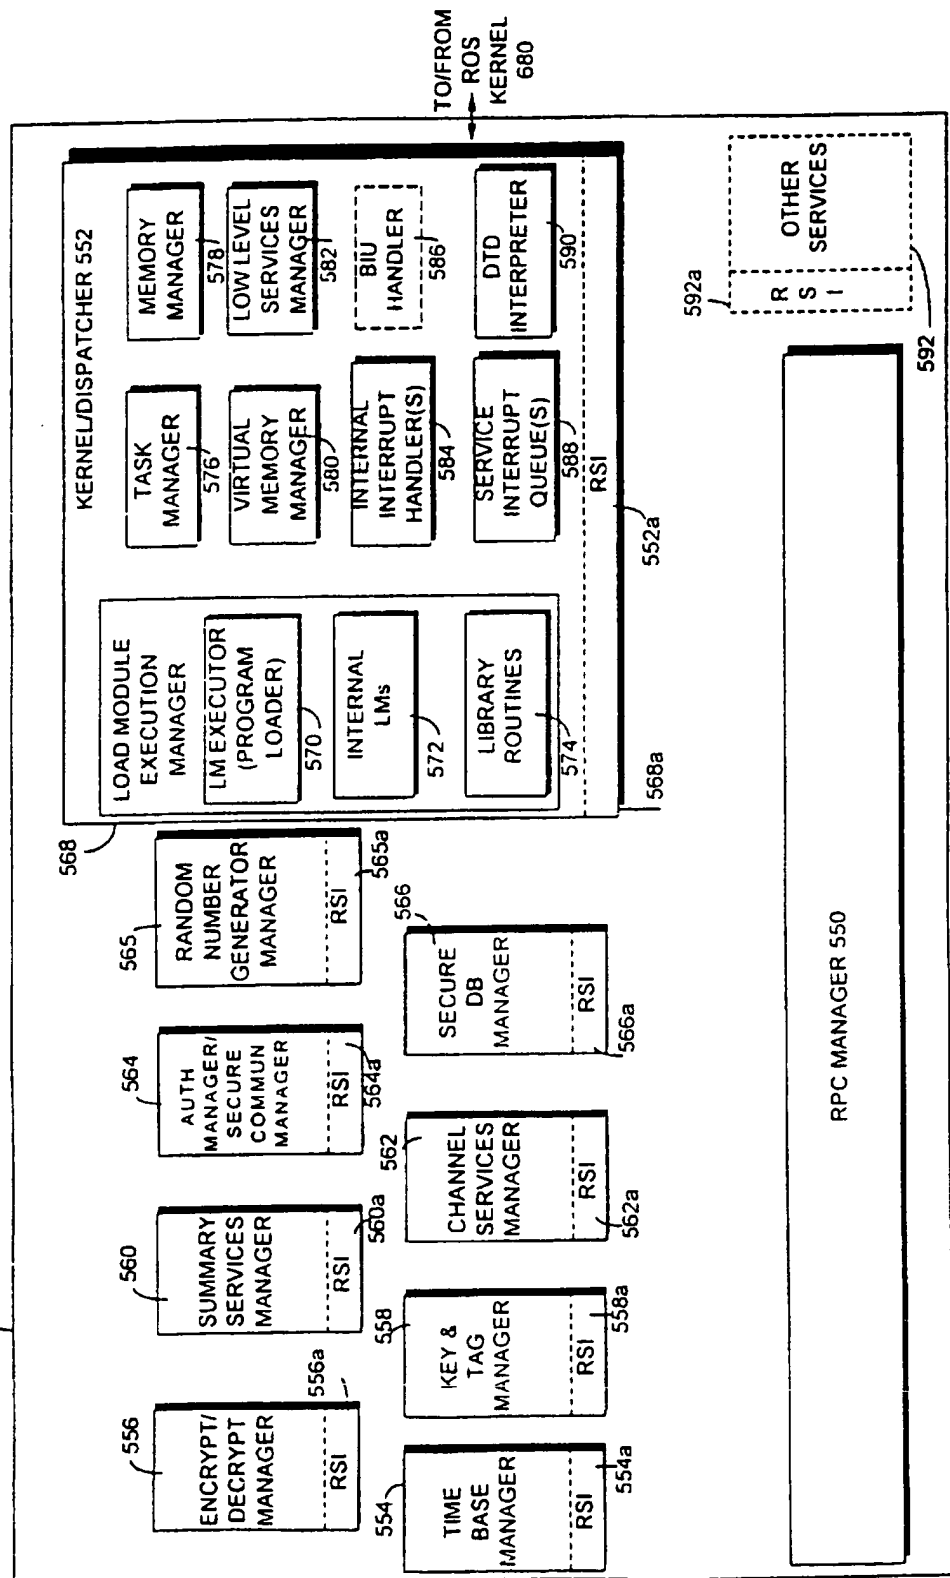 KERNEL/DISPATCHER 552
LOAD MODULE
EXECUTION
MANAGER
568
LM EXECUTOR
(PROGRAM
LOADER)
570
INTERNAL
LMs
572
LIBRARY
ROUTINES
574
568a
TASK
MANAGER
576
MEMORY
MANAGER
578
VIRTUAL
MEMORY
MANAGER
580
LOW LEVEL
SERVICES
MANAGER
582
INTERNAL
INTERRUPT
HANDLER(S)
584
BIU
HANDLER
586
SERVICE
INTERRUPT
QUEUE(S)
588
DTD
INTERPRETER
590
RSI
552a
TO/FROM
ROS
KERNEL
680
556
ENCRYPT/
DECRYPT
MANAGER
RSI
556a
560
SUMMARY
SERVICES
MANAGER
RSI
560a
564
AUTH
MANAGER/
SECURE
COMMUN
MANAGER
RSI
564a
565
RANDOM
NUMBER
GENERATOR
MANAGER
RSI
565a
554
TIME
BASE
MANAGER
RSI
554a
558
KEY &
TAG
MANAGER
RSI
558a
562
CHANNEL
SERVICES
MANAGER
RSI
562a
566
SECURE
DB
MANAGER
RSI
566a
592a
RSI
OTHER
SERVICES
592
RPC MANAGER 550